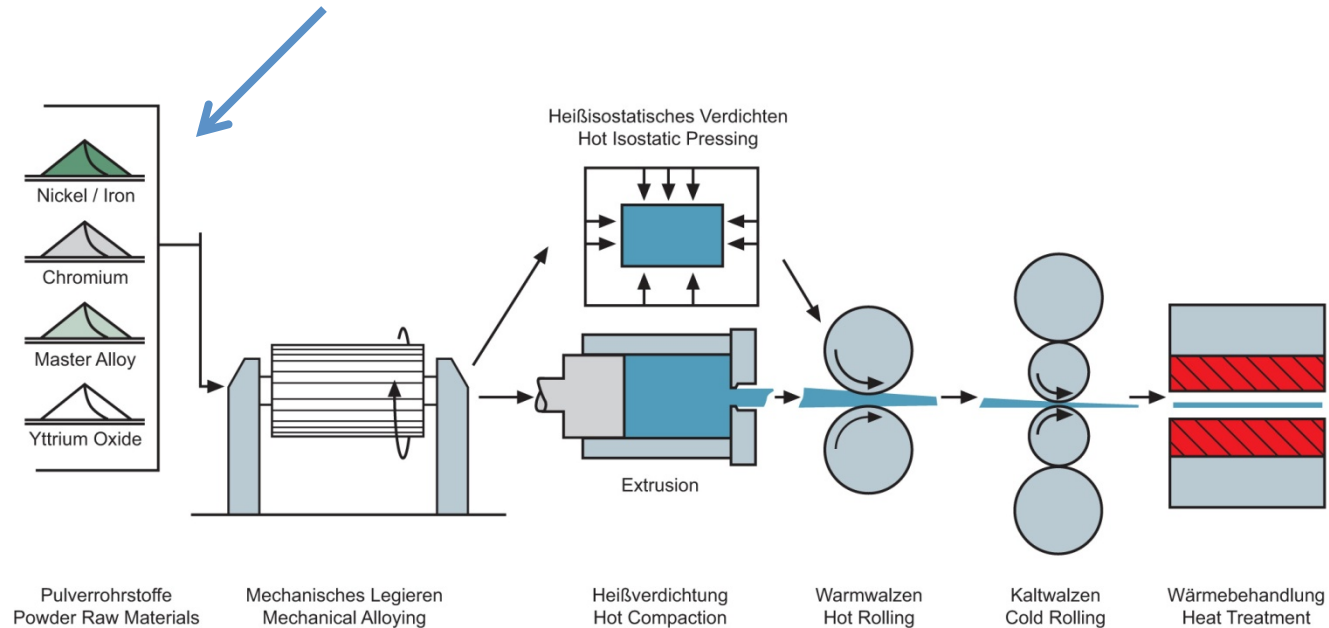 Heißisostatisches Verdichten
Hot Isostatic Pressing
Nickel / Iron
Chromium
Master Alloy
Yttrium Oxide
Extrusion
Pulverrohrstoffe
Powder Raw Materials
Mechanisches Legieren
Mechanical Alloying
Heißverdichtung
Hot Compaction
Warmwalzen
Hot Rolling
Kaltwalzen
Cold Rolling
Wärmebehandlung
Heat Treatment